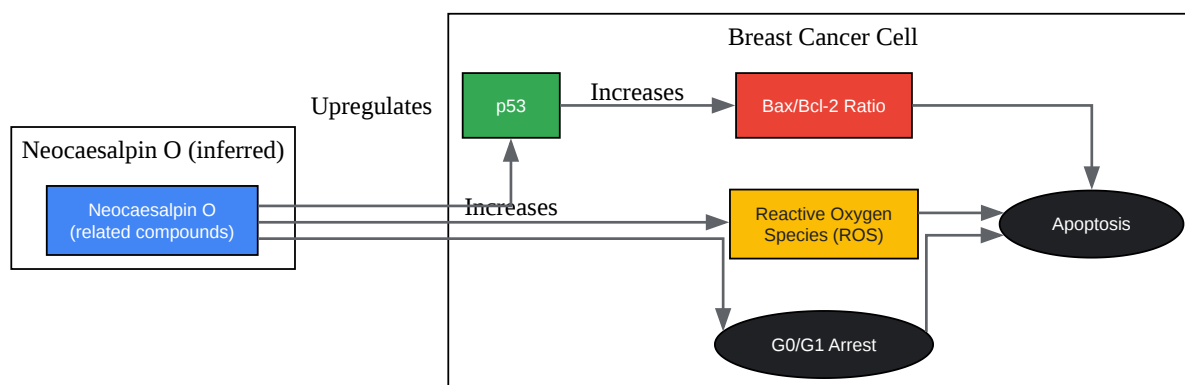 Breast Cancer Cell
Upregulates
p53
Increases
Bax/Bcl-2 Ratio
Neocaesalpin O (inferred)
Neocaesalpin O
(related compounds)
Increases
Reactive Oxygen
Species (ROS)
Apoptosis
G0/G1 Arrest